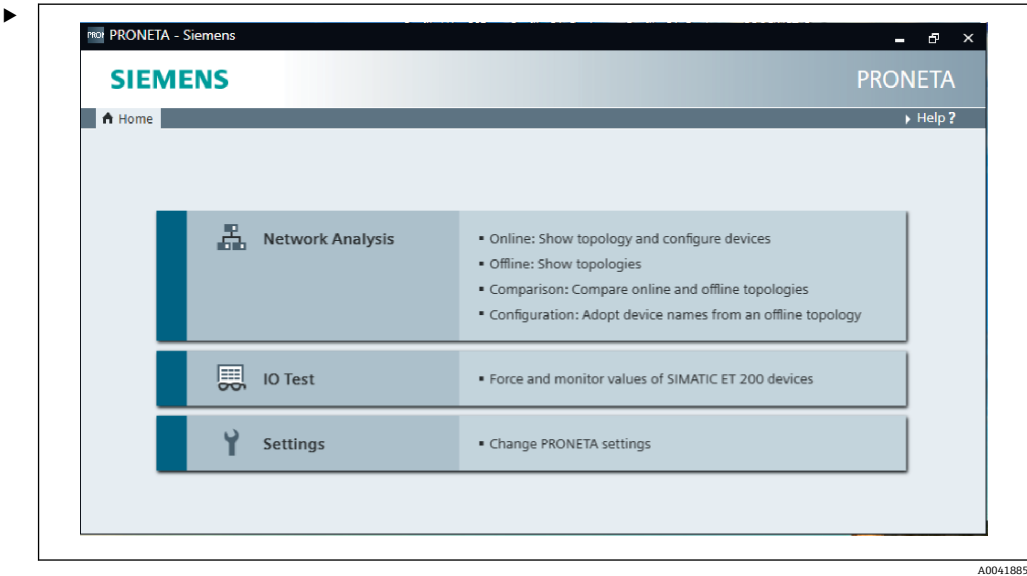 PRONETA - Siemens
SIEMENS
PRONETA
Home
Help ?
Network Analysis
▪ Online: Show topology and configure devices
▪ Offline: Show topologies
▪ Comparison: Compare online and offline topologies
▪ Configuration: Adopt device names from an offline topology
IO Test
▪ Force and monitor values of SIMATIC ET 200 devices
Settings
▪ Change PRONETA settings
A0041885